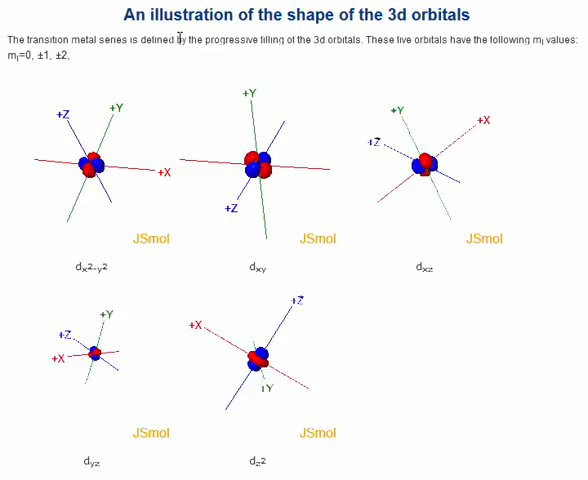 An illustration of the shape of the 3d orbitals
The transition metal series is defined by the progressive filling of the 3d orbitals. These five orbitals have the following mₗ values:
mₗ=0, ±1, ±2,
+Z +Y +X
+Y +Z
+Y +X +Z
JSmol JSmol JSmol
dx²-y² dxy dxz
+Y +Z +X
+Z +X +Y
JSmol JSmol
dyz dz²